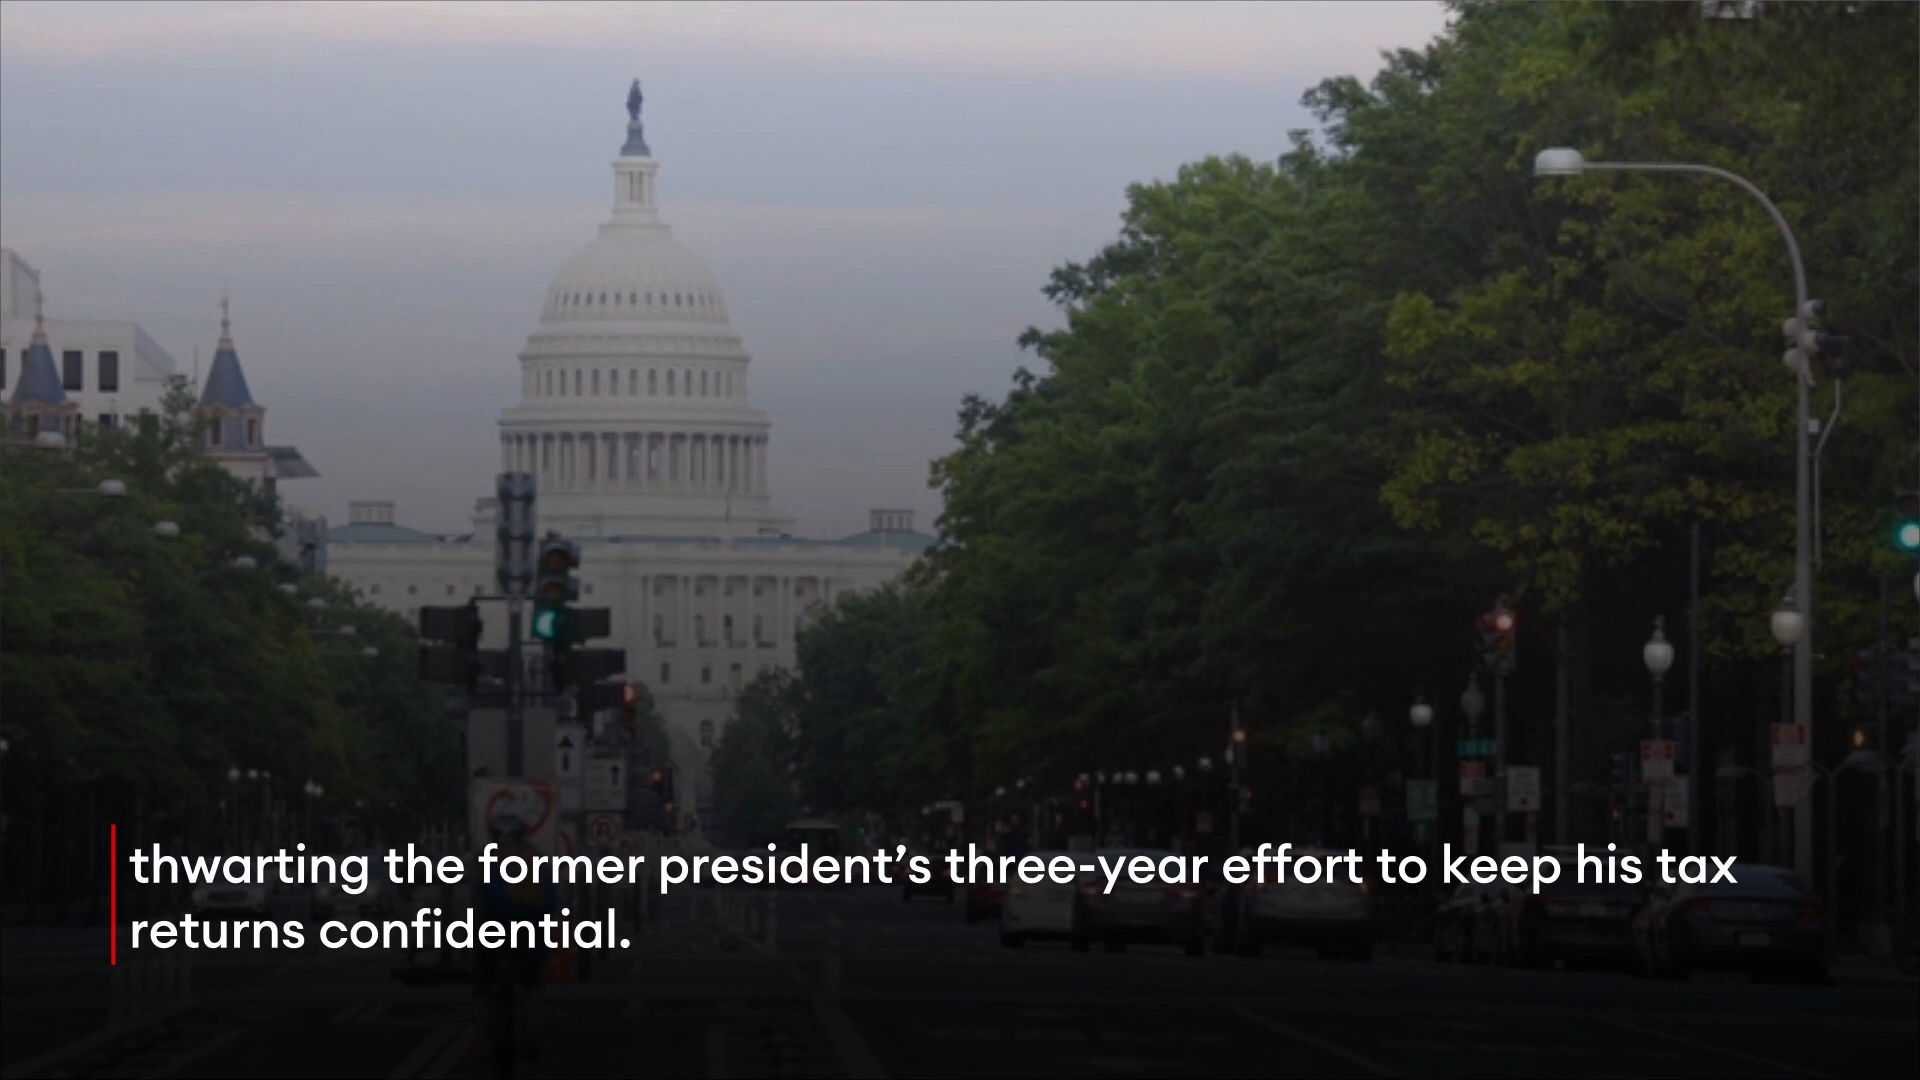 thwarting the former president’s three-year effort to keep his tax
returns confidential.